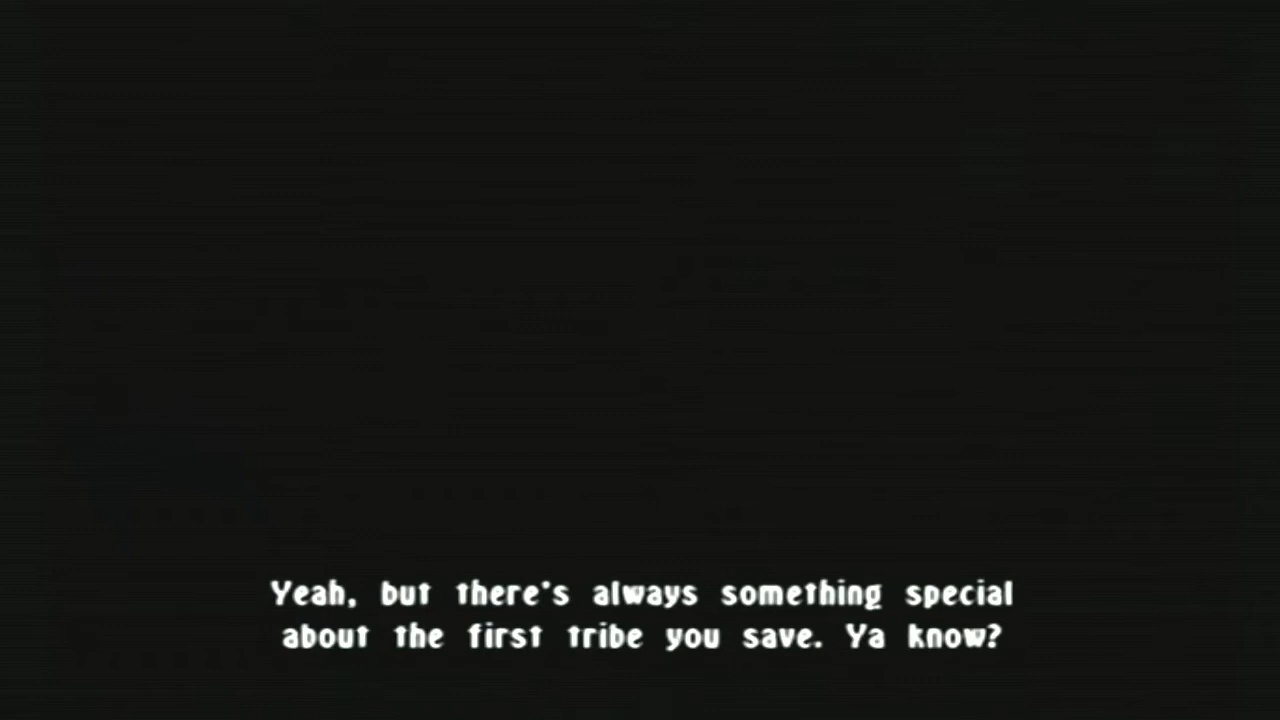 Yeah, but there's always something special
about the first tribe you save. Ya know?